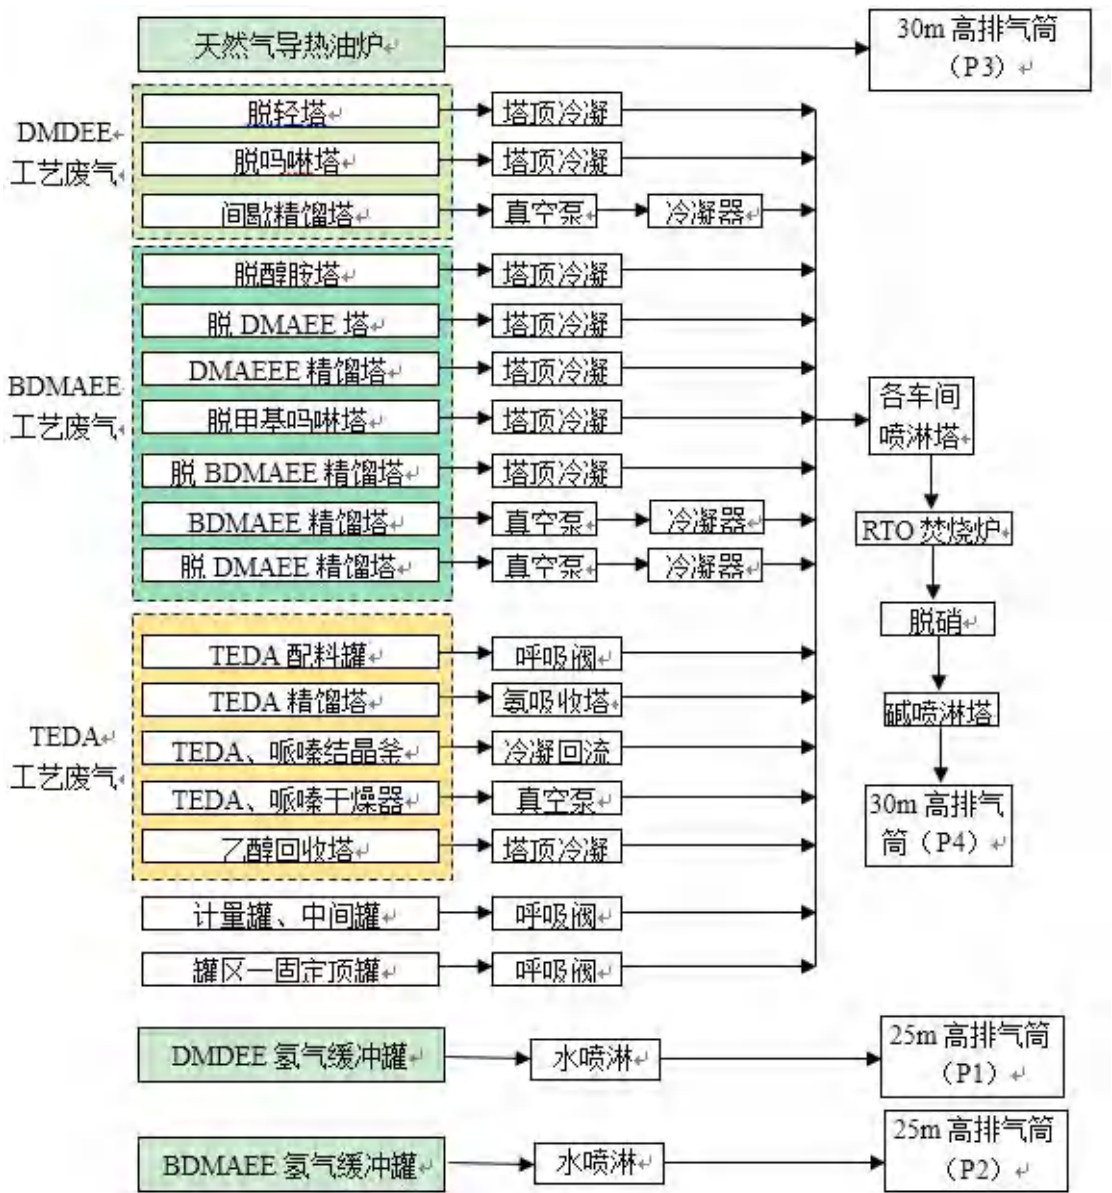 天然气导热油炉
30m 高排气筒
（P3）
DMDEE
工艺废气
脱轻塔
塔顶冷凝
脱吗啉塔
塔顶冷凝
间歇精馏塔
真空泵
冷凝器
BDMAEE
工艺废气
脱醇胺塔
塔顶冷凝
脱 DMAEE 塔
塔顶冷凝
DMAEEE 精馏塔
塔顶冷凝
脱甲基吗啉塔
塔顶冷凝
脱 BDMAEE 精馏塔
塔顶冷凝
BDMAEE 精馏塔
真空泵
冷凝器
脱 DMAEE 精馏塔
真空泵
冷凝器
TEDA
工艺废气
TEDA 配料罐
呼吸阀
TEDA 精馏塔
氨吸收塔
TEDA、哌嗪结晶釜
冷凝回流
TEDA、哌嗪干燥器
真空泵
乙醇回收塔
塔顶冷凝
计量罐、中间罐
呼吸阀
罐区一固定顶罐
呼吸阀
各车间
喷淋塔
RTO 焚烧炉
脱硝
碱喷淋塔
30m 高排气
筒（P4）
DMDEE 氢气缓冲罐
水喷淋
25m 高排气筒
（P1）
BDMAEE 氢气缓冲罐
水喷淋
25m 高排气筒
（P2）